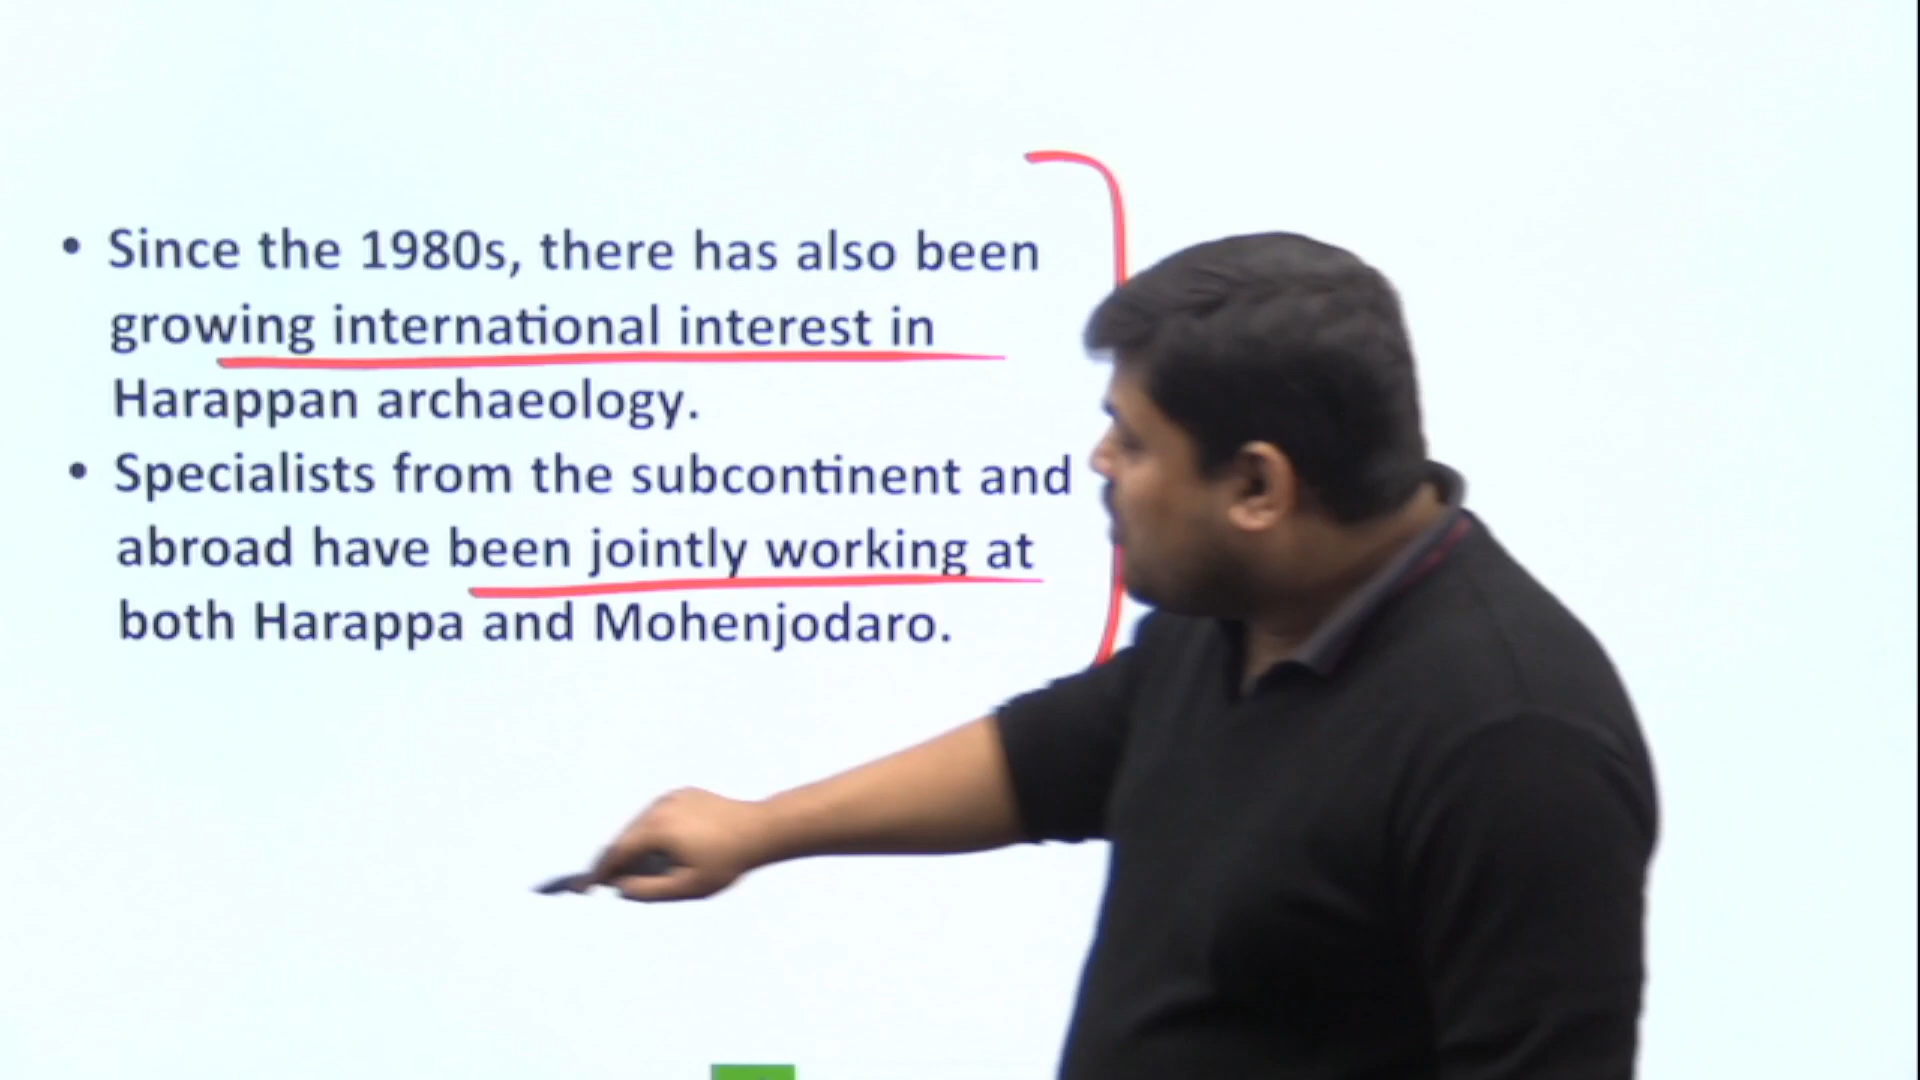 • Since the 1980s, there has also been
growing international interest in
Harappan archaeology.
• Specialists from the subcontinent and
abroad have been jointly working at
both Harappa and Mohenjodaro.